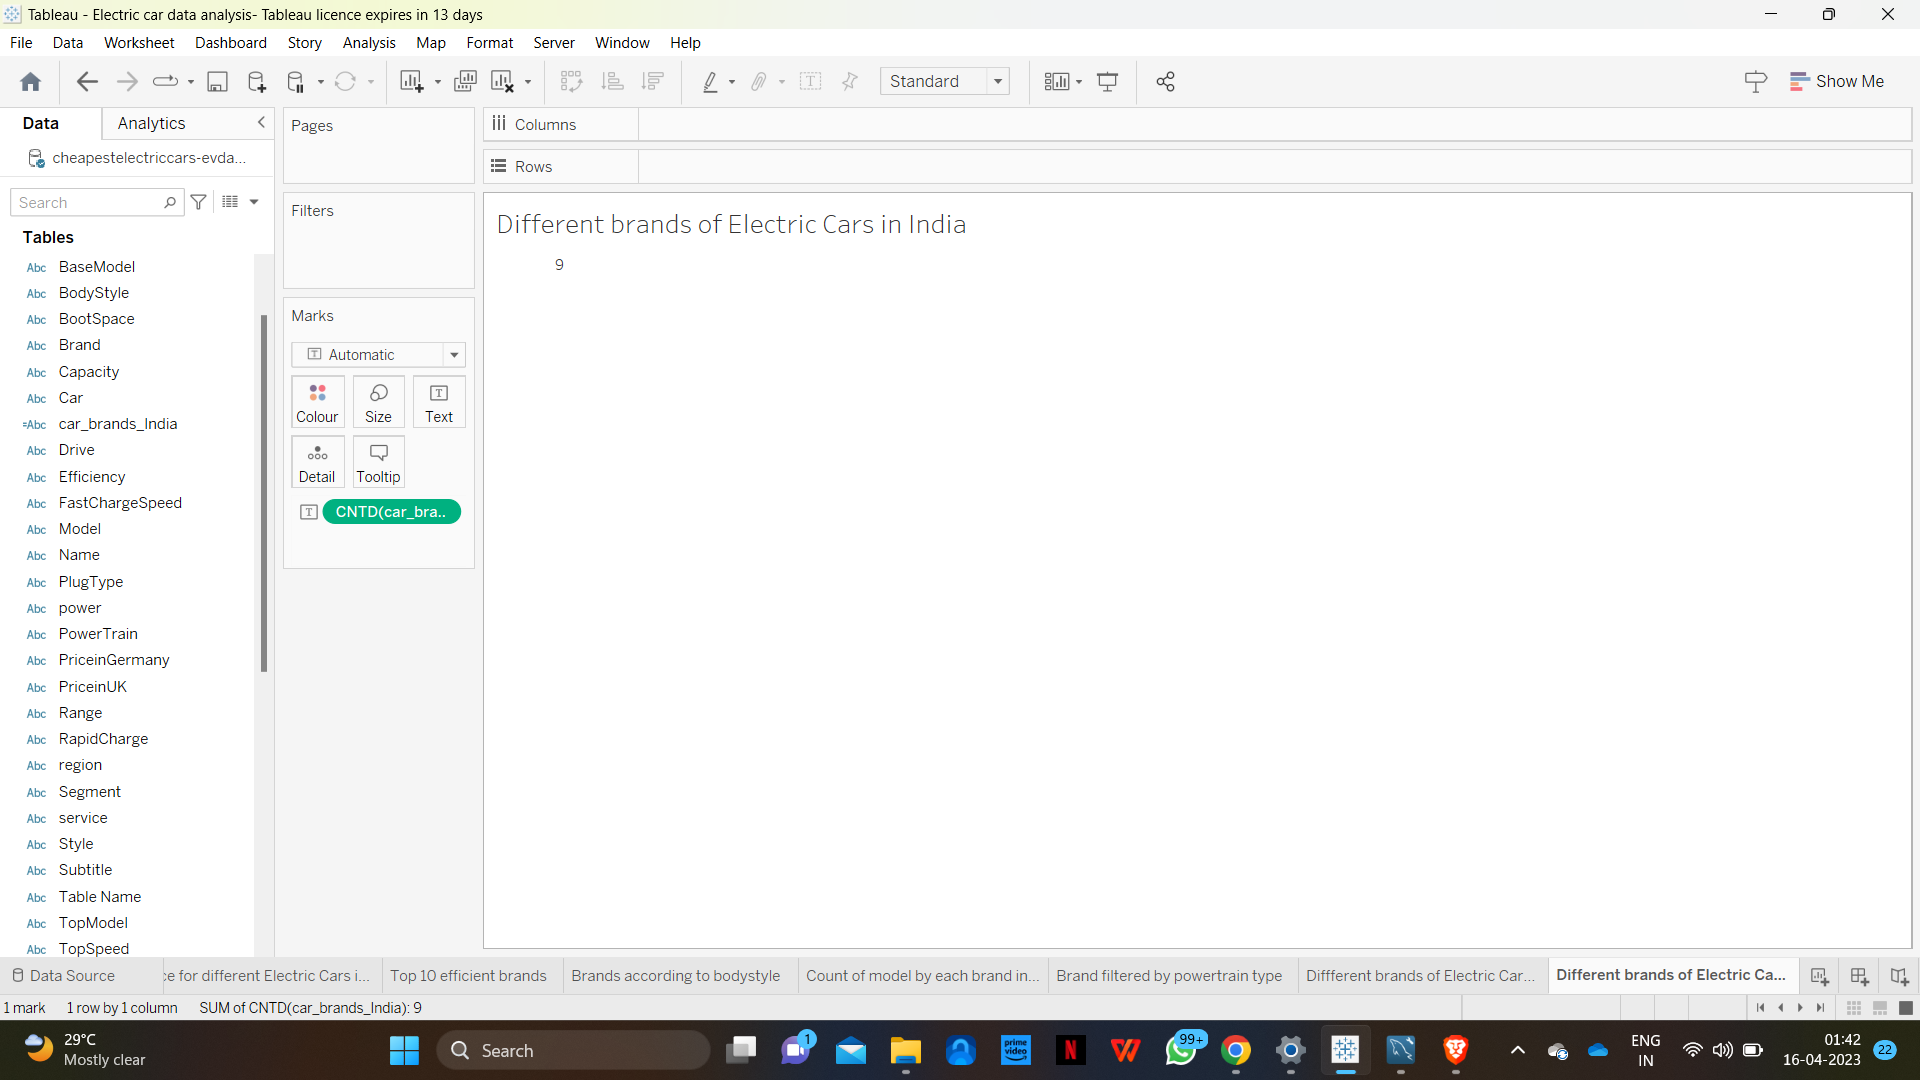 Tableau - Electric car data analysis- Tableau licence expires in 13 days
File Data Worksheet Dashboard Story Analysis Map Format Server Window Help
Standard
Show Me
Data Analytics
cheapestelectriccars-evda...
Search
Tables
Abc BaseModel
Abc BodyStyle
Abc BootSpace
Abc Brand
Abc Capacity
Abc Car
=Abc car_brands_India
Abc Drive
Abc Efficiency
Abc FastChargeSpeed
Abc Model
Abc Name
Abc PlugType
Abc power
Abc PowerTrain
Abc PriceinGermany
Abc PriceinUK
Abc Range
Abc RapidCharge
Abc region
Abc Segment
Abc service
Abc Style
Abc Subtitle
Abc Table Name
Abc TopModel
Abc TopSpeed
Pages
Filters
Marks
T Automatic
Colour Size Text
Detail Tooltip
T CNTD(car_bra..
Columns
Rows
Different brands of Electric Cars in India
9
Data Source
ce for different Electric Cars i... Top 10 efficient brands Brands according to bodystyle Count of model by each brand in... Brand filtered by powertrain type Diffferent brands of Electric Car... Different brands of Electric Ca...
1 mark 1 row by 1 column SUM of CNTD(car_brands_India): 9
29°C
Mostly clear
Search
1
prime video
N
W
99+
ENG
IN
01:42
16-04-2023
22